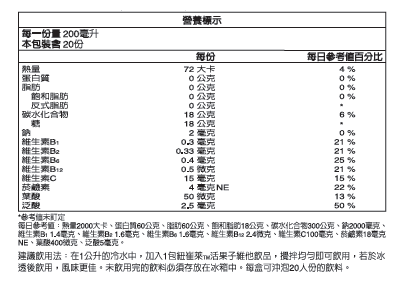 營養標示
每一份量 200毫升
本包裝含 20份
每份 每日參考值百分比
熱量 72 大卡 4 %
蛋白質 0 公克 0 %
脂肪 0 公克 0 %
飽和脂肪 0 公克 0 %
反式脂肪 0 公克 *
碳水化合物 18 公克 6 %
糖 18 公克 *
鈉 2 毫克 0 %
維生素B1 0.3 毫克 21 %
維生素B2 0.33 毫克 21 %
維生素B6 0.4 毫克 25 %
維生素B12 0.5 微克 21 %
維生素C 15 毫克 15 %
菸鹼素 4 毫克NE 22 %
葉酸 50 微克 13 %
泛酸 2.5 毫克 50 %
*參考值未訂定
每日參考值：熱量2000大卡、蛋白質60公克、脂肪60公克、飽和脂肪18公克、碳水化合物300公克、鈉2000毫克、
維生素B1 1.4毫克、維生素B2 1.6毫克、維生素B6 1.6毫克、維生素B12 2.4微克、維生素C100毫克、菸鹼素18毫克
NE、葉酸400微克、泛酸5毫克。
建議飲用法：在1公升的冷水中，加入1包紐崔萊TM活果子維他飲品，攪拌均勻即可飲用，若於冰
透後飲用，風味更佳。未飲用完的飲料必須存放在冰箱中。每盒可沖泡20人份的飲料。